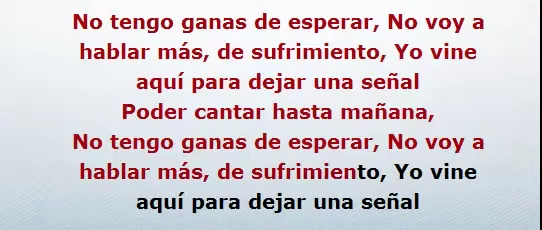 No tengo ganas de esperar, No voy a
hablar más, de sufrimiento, Yo vine
aquí para dejar una señal
Poder cantar hasta mañana,
No tengo ganas de esperar, No voy a
hablar más, de sufrimiento, Yo vine
aquí para dejar una señal